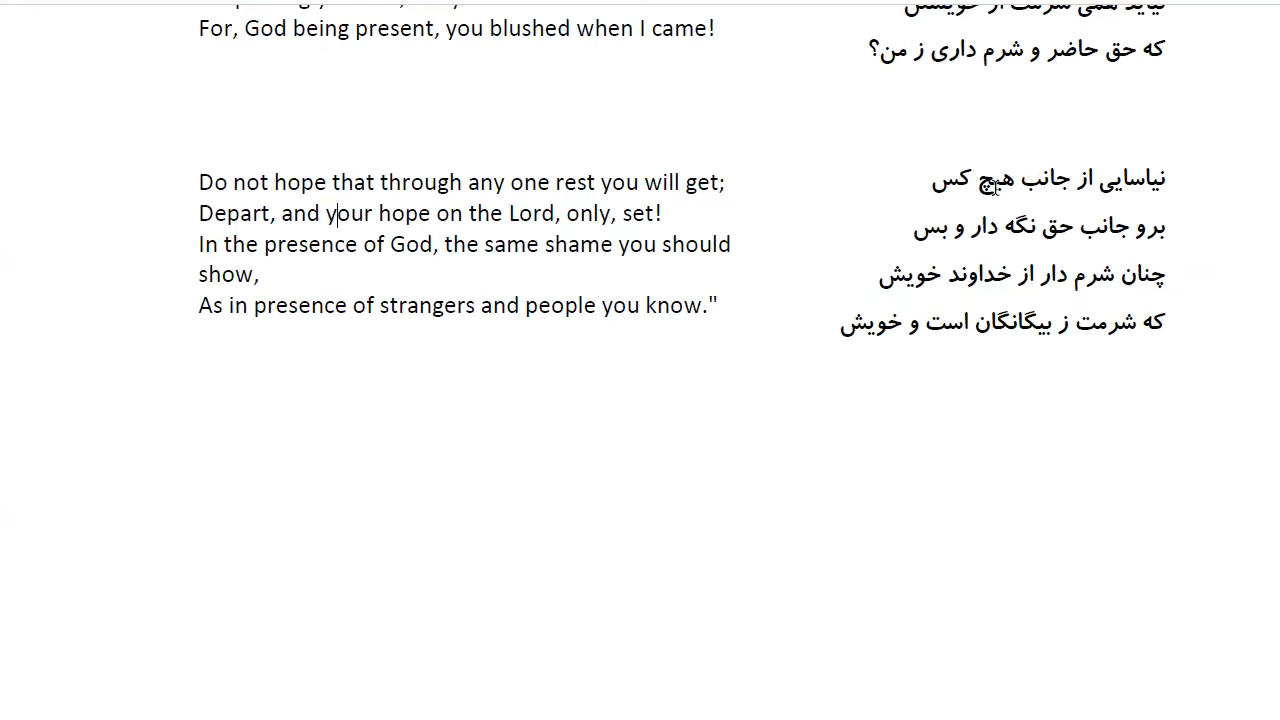 For, God being present, you blushed when I came!
که حق حاضر و شرم داری ز من؟
Do not hope that through any one rest you will get;
Depart, and your hope on the Lord, only, set!
In the presence of God, the same shame you should
show,
As in presence of strangers and people you know."
نیاسایی از جانب هیچ کس
برو جانب حق نگه دار و بس
چنان شرم دار از خداوند خویش
که شرمت ز بیگانگان است و خویش